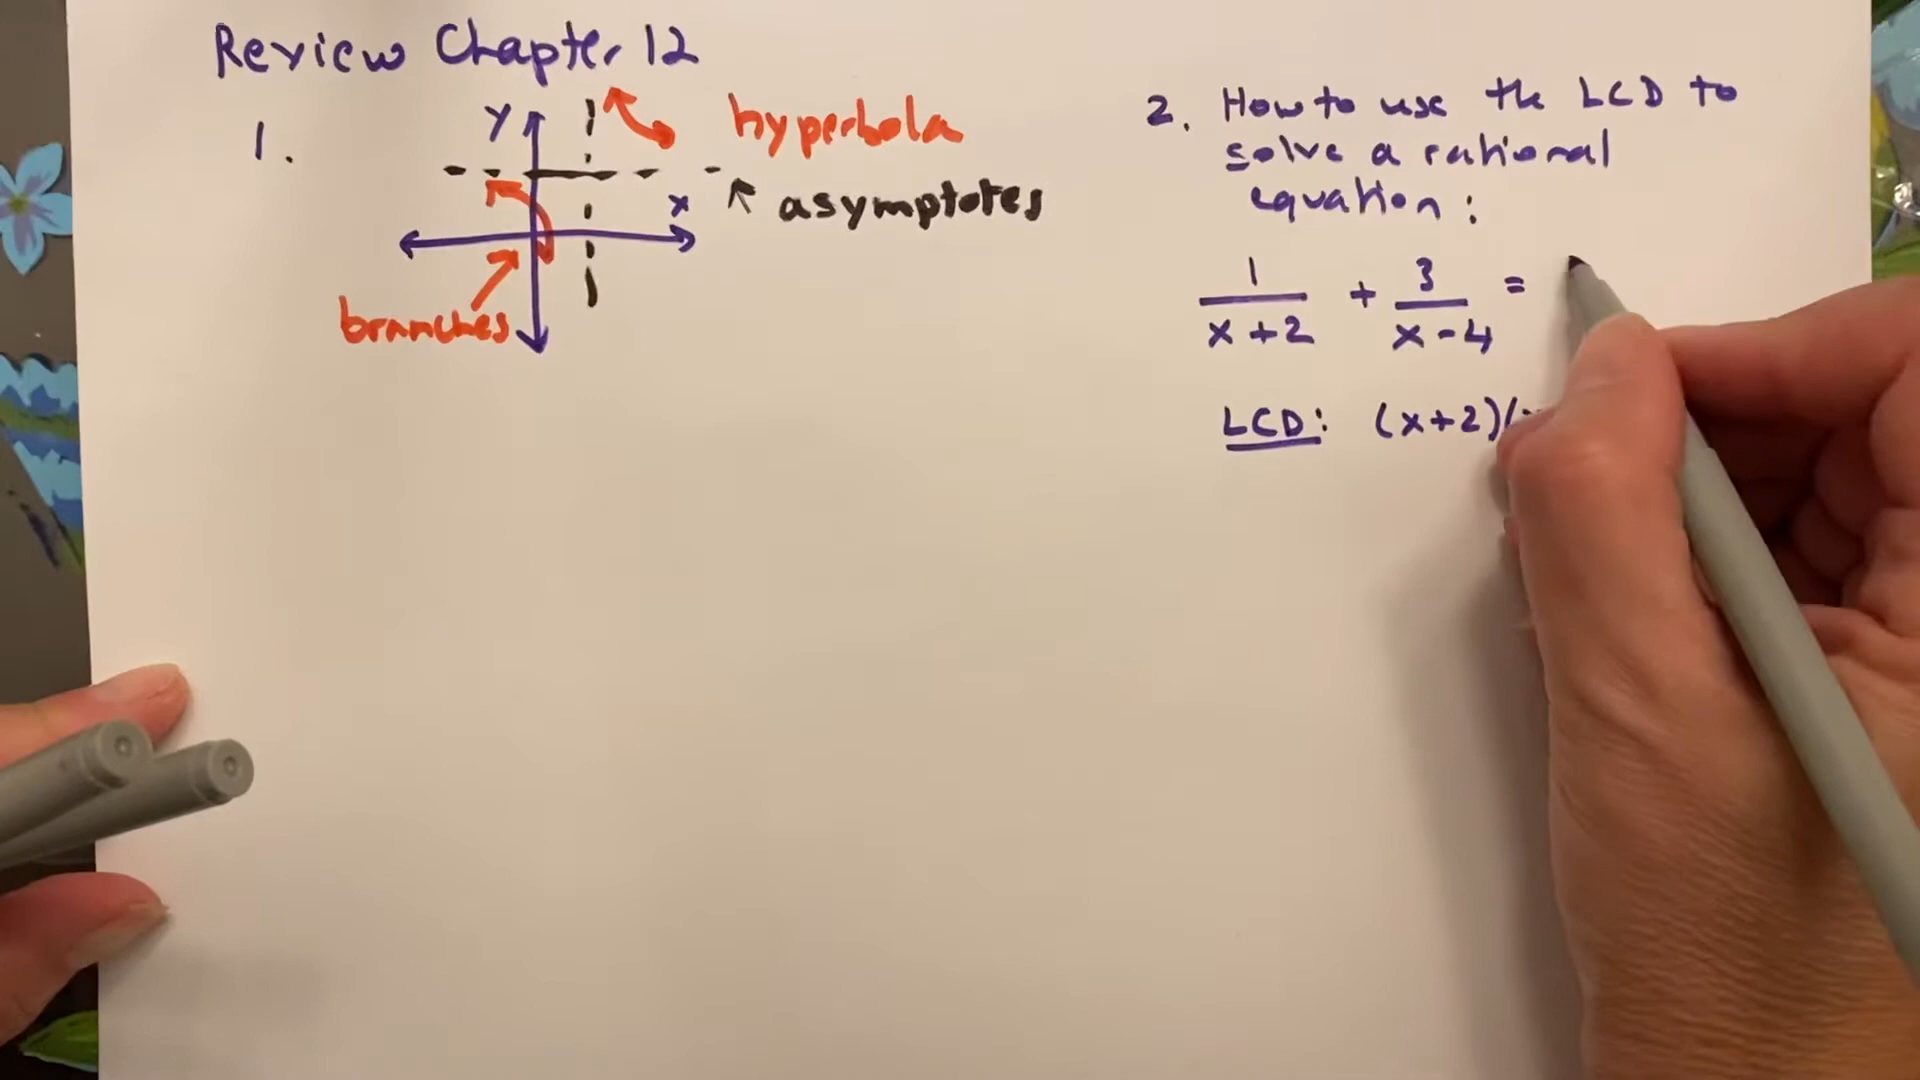 Review Chapter 12
1.
y
hyperbola
x
asymptotes
branches
2. How to use the LCD to
solve a rational
equation:
1/(x+2) + 3/(x-4) =
LCD: (x+2)(